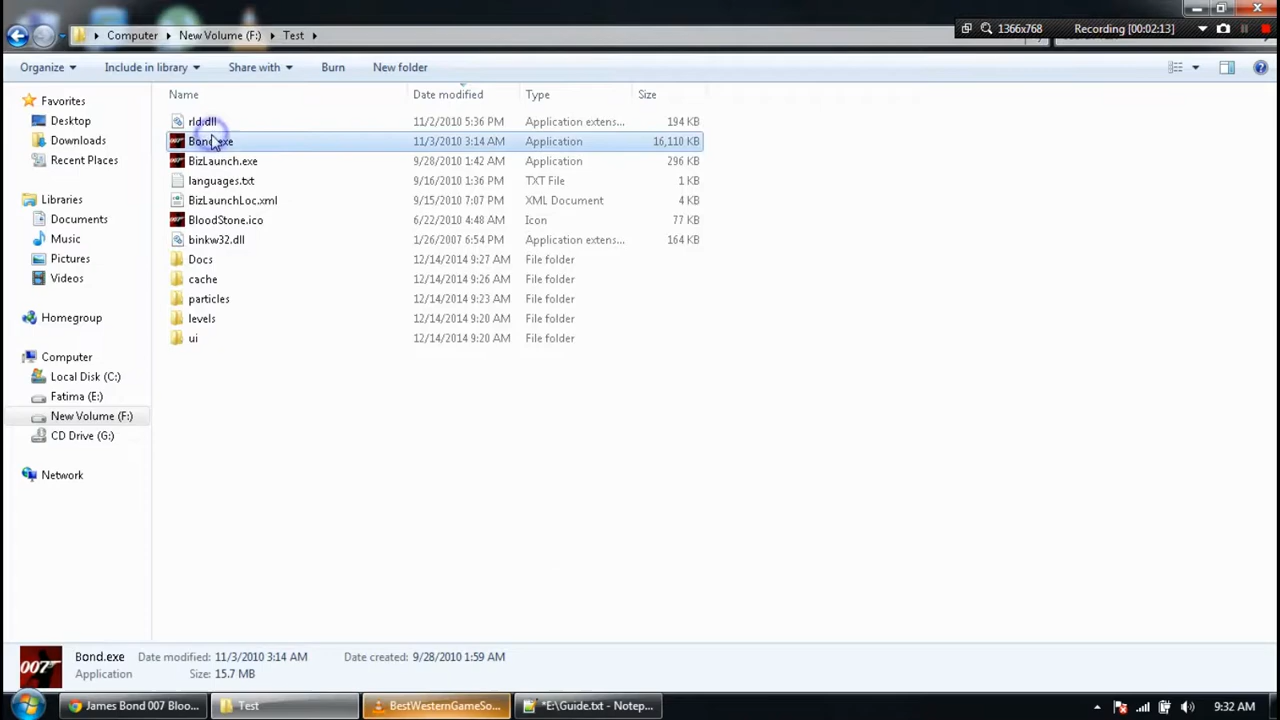 Computer New Volume (F:) Test
1366x768 Recording [00:02:13]
Organize Include in library Share with Burn New folder
Name Date modified Type Size
Favorites
Desktop
Downloads
Recent Places
Libraries
Documents
Music
Pictures
Videos
Homegroup
Computer
Local Disk (C:)
Fatima (E:)
New Volume (F:)
CD Drive (G:)
Network
rld.dll 11/2/2010 5:36 PM Application extens... 194 KB
Bond.exe 11/3/2010 3:14 AM Application 16,110 KB
BizLaunch.exe 9/28/2010 1:42 AM Application 296 KB
languages.txt 9/16/2010 1:36 PM TXT File 1 KB
BizLaunchLoc.xml 9/15/2010 7:07 PM XML Document 4 KB
BloodStone.ico 6/22/2010 4:48 AM Icon 77 KB
binkw32.dll 1/26/2007 6:54 PM Application extens... 164 KB
Docs 12/14/2014 9:27 AM File folder
cache 12/14/2014 9:26 AM File folder
particles 12/14/2014 9:23 AM File folder
levels 12/14/2014 9:20 AM File folder
ui 12/14/2014 9:20 AM File folder
007
Bond.exe Date modified: 11/3/2010 3:14 AM Date created: 9/28/2010 1:59 AM
Application Size: 15.7 MB
James Bond 007 Bloo... Test BestWesternGameSo... *E:\Guide.txt - Notep... 9:32 AM